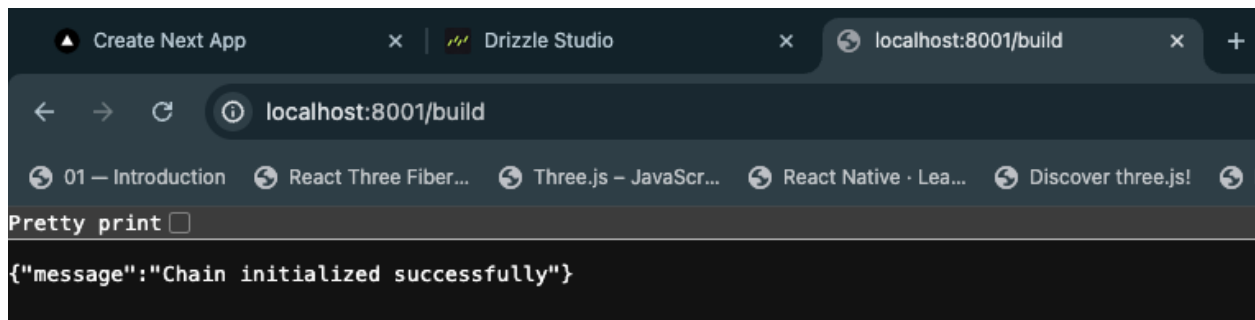 Create Next App
Drizzle Studio
localhost:8001/build
localhost:8001/build
01 — Introduction
React Three Fiber...
Three.js – JavaScr...
React Native · Lea...
Discover three.js!
Pretty print
{"message":"Chain initialized successfully"}